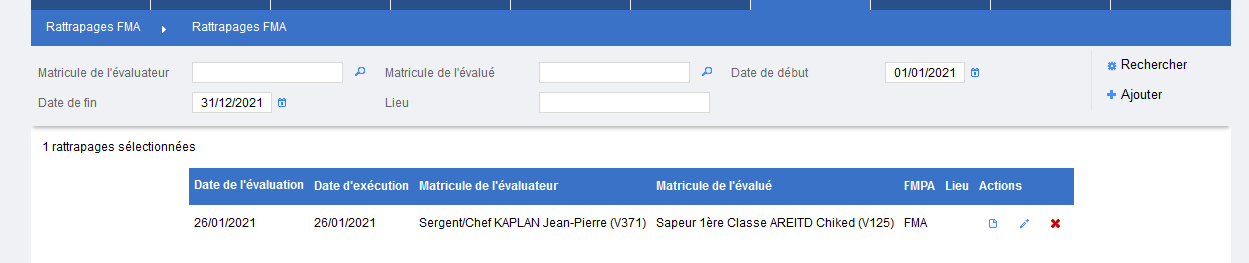 Rattrapages FMA Rattrapages FMA
Matricule de l'évaluateur Matricule de l'évalué Date de début 01/01/2021 Rechercher
Date de fin 31/12/2021 Lieu Ajouter
1 rattrapages sélectionnées
Date de l'évaluation Date d'exécution Matricule de l'évaluateur Matricule de l'évalué FMPA Lieu Actions
26/01/2021 26/01/2021 Sergent/Chef KAPLAN Jean-Pierre (V371) Sapeur 1ère Classe AREITD Chiked (V125) FMA